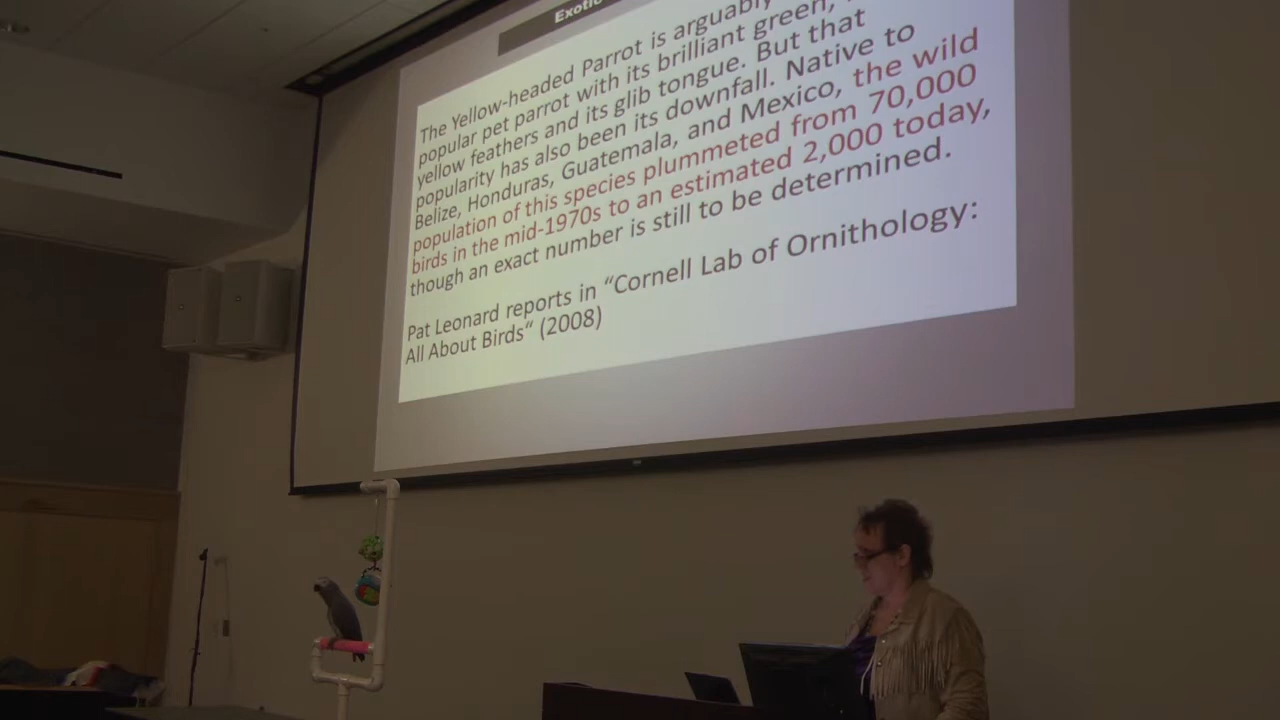 Exotic
The Yellow-headed Parrot is arguably
popular pet parrot with its brilliant green,
yellow feathers and its glib tongue. But that
popularity has also been its downfall. Native to
Belize, Honduras, Guatemala, and Mexico, the wild
population of this species plummeted from 70,000
birds in the mid-1970s to an estimated 2,000 today,
though an exact number is still to be determined.
Pat Leonard reports in “Cornell Lab of Ornithology:
All About Birds“ (2008)